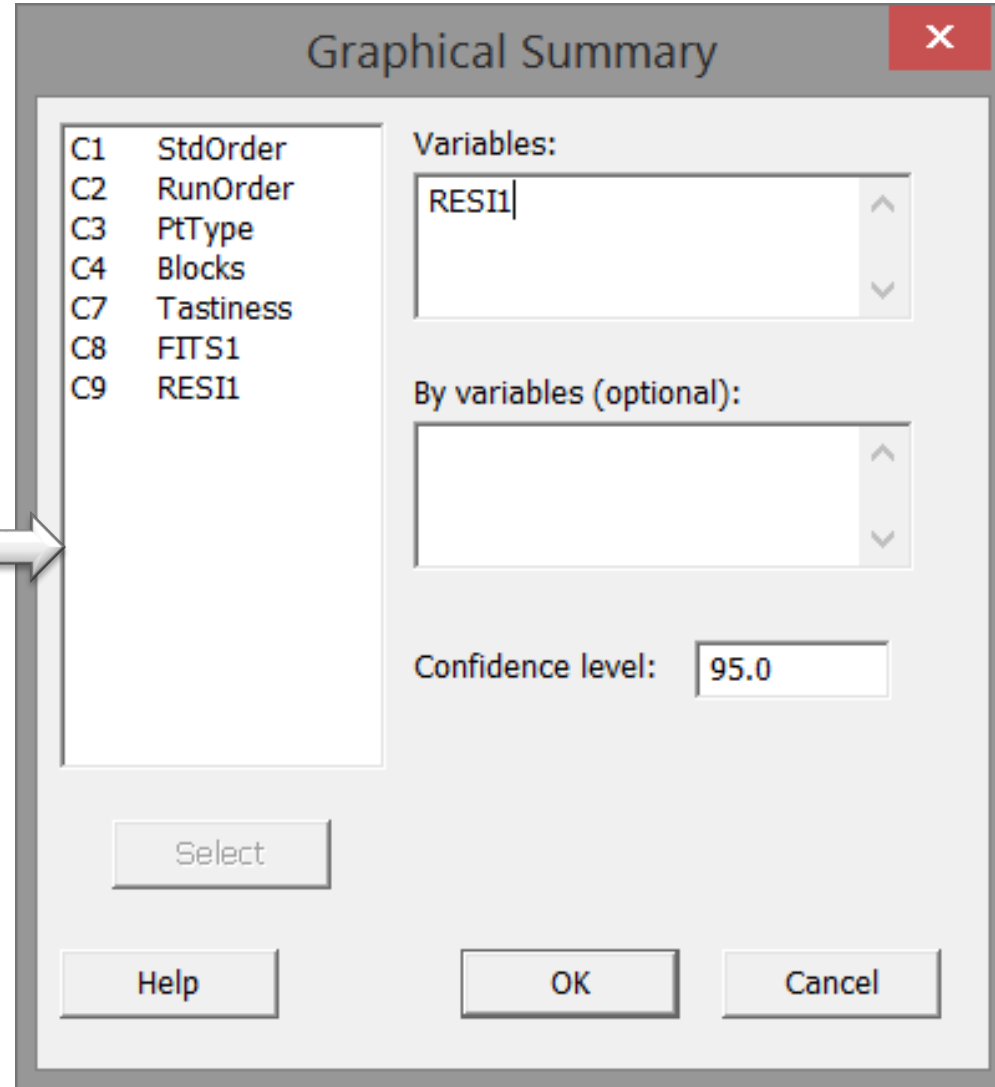 Graphical Summary
C1 StdOrder
C2 RunOrder
C3 PtType
C4 Blocks
C7 Tastiness
C8 FITS1
C9 RESI1
Variables:
RESI1
By variables (optional):
Confidence level: 95.0
Select
Help OK Cancel